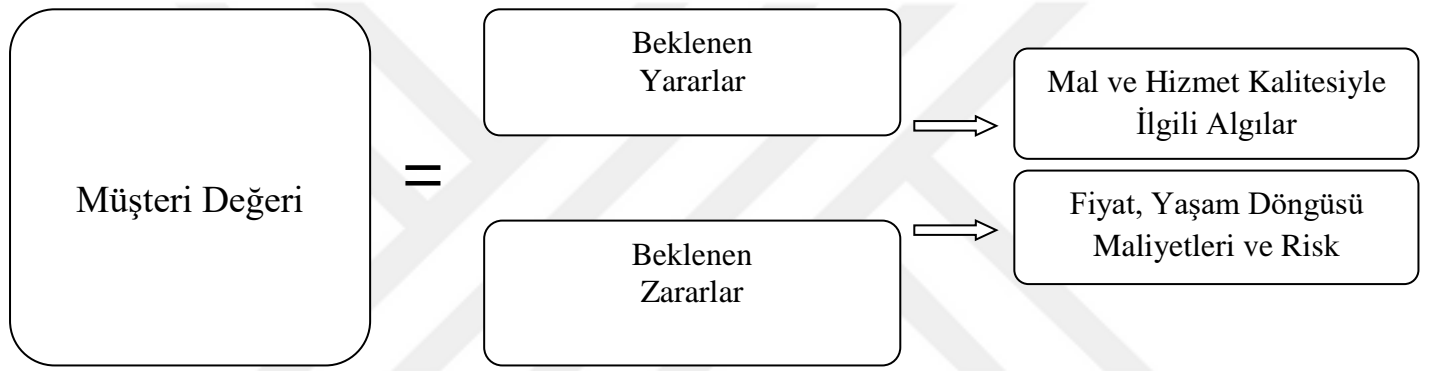 Müşteri Değeri
=
Beklenen
Yararlar
Mal ve Hizmet Kalitesiyle
İlgili Algılar
Beklenen
Zararlar
Fiyat, Yaşam Döngüsü
Maliyetleri ve Risk